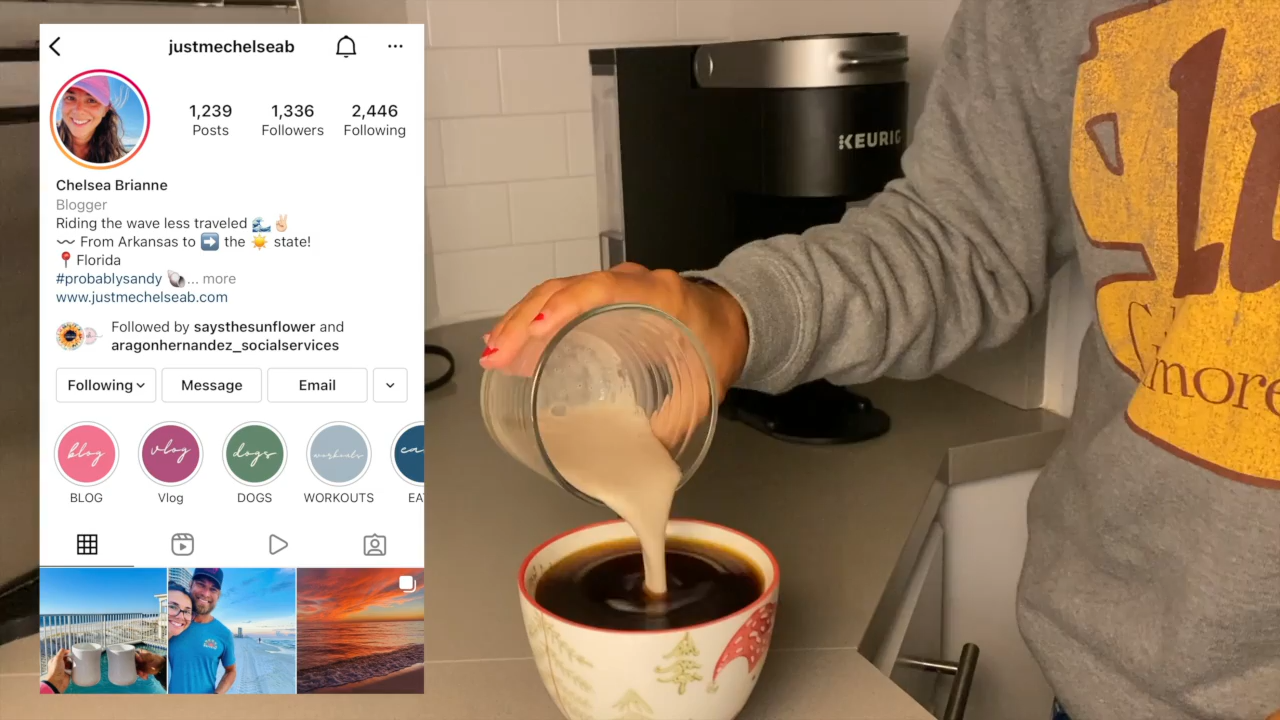 justmechelseab
1,239 1,336 2,446
Posts Followers Following
Chelsea Brianne
Blogger
Riding the wave less traveled 🌊✌🏻
〰 From Arkansas to ➡️ the ☀️ state!
📍Florida
#probablysandy 🐚... more
www.justmechelseab.com
Followed by saysthesunflower and
aragonhernandez_socialservices
Following Message Email
blog vlog dogs workouts
BLOG Vlog DOGS WORKOUTS
KEURIG